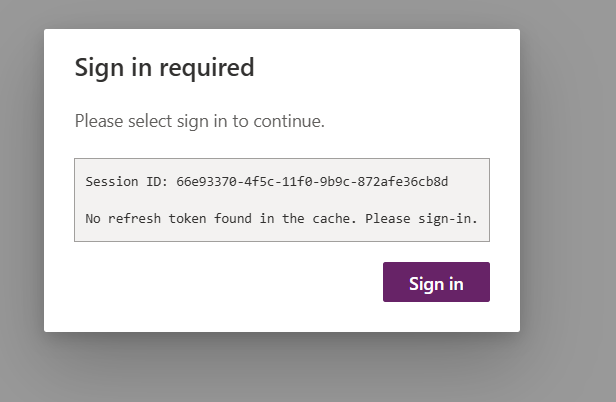 Sign in required
Please select sign in to continue.
Session ID: 66e93370-4f5c-11f0-9b9c-872afe36cb8d
No refresh token found in the cache. Please sign-in.
Sign in